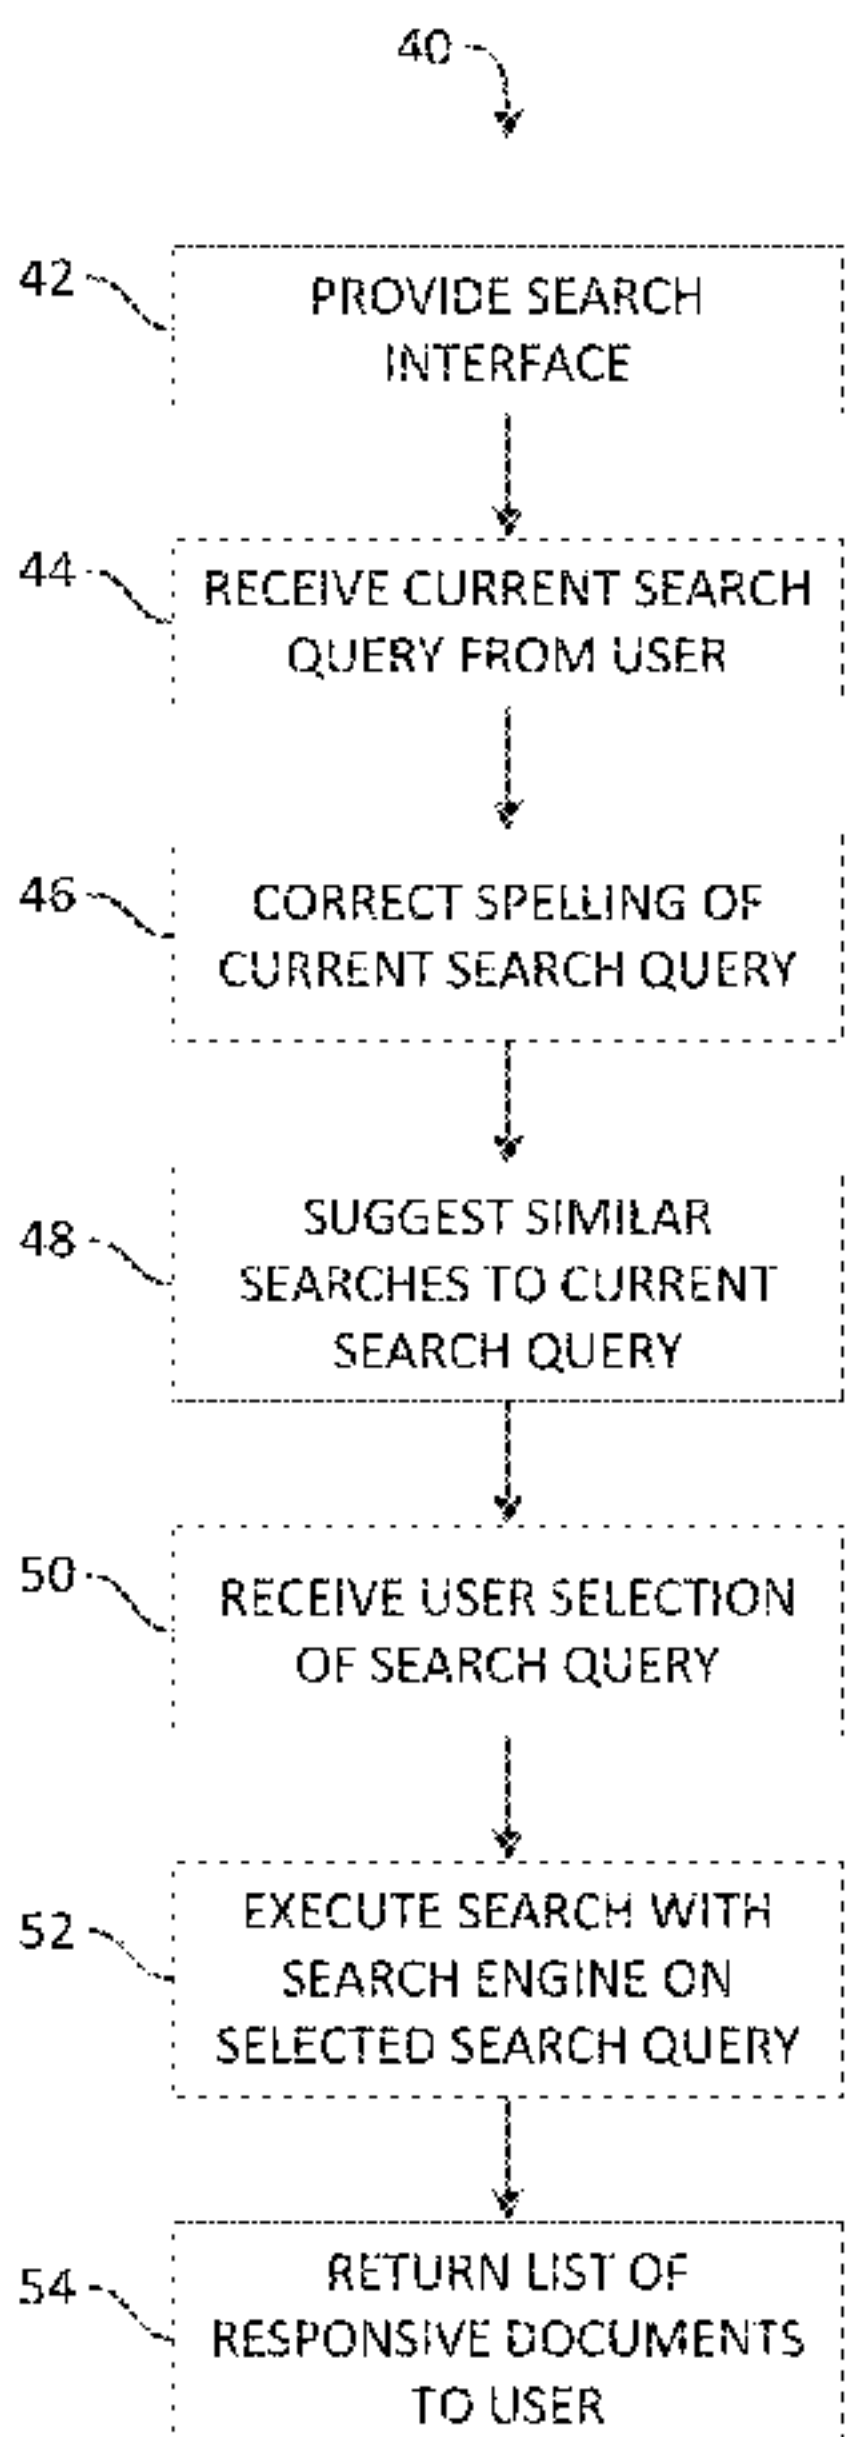 40
42
PROVIDE SEARCH
INTERFACE
44
RECEIVE CURRENT SEARCH
QUERY FROM USER
46
CORRECT SPELLING OF
CURRENT SEARCH QUERY
48
SUGGEST SIMILAR
SEARCHES TO CURRENT
SEARCH QUERY
50
RECEIVE USER SELECTION
OF SEARCH QUERY
52
EXECUTE SEARCH WITH
SEARCH ENGINE ON
SELECTED SEARCH QUERY
54
RETURN LIST OF
RESPONSIVE DOCUMENTS
TO USER